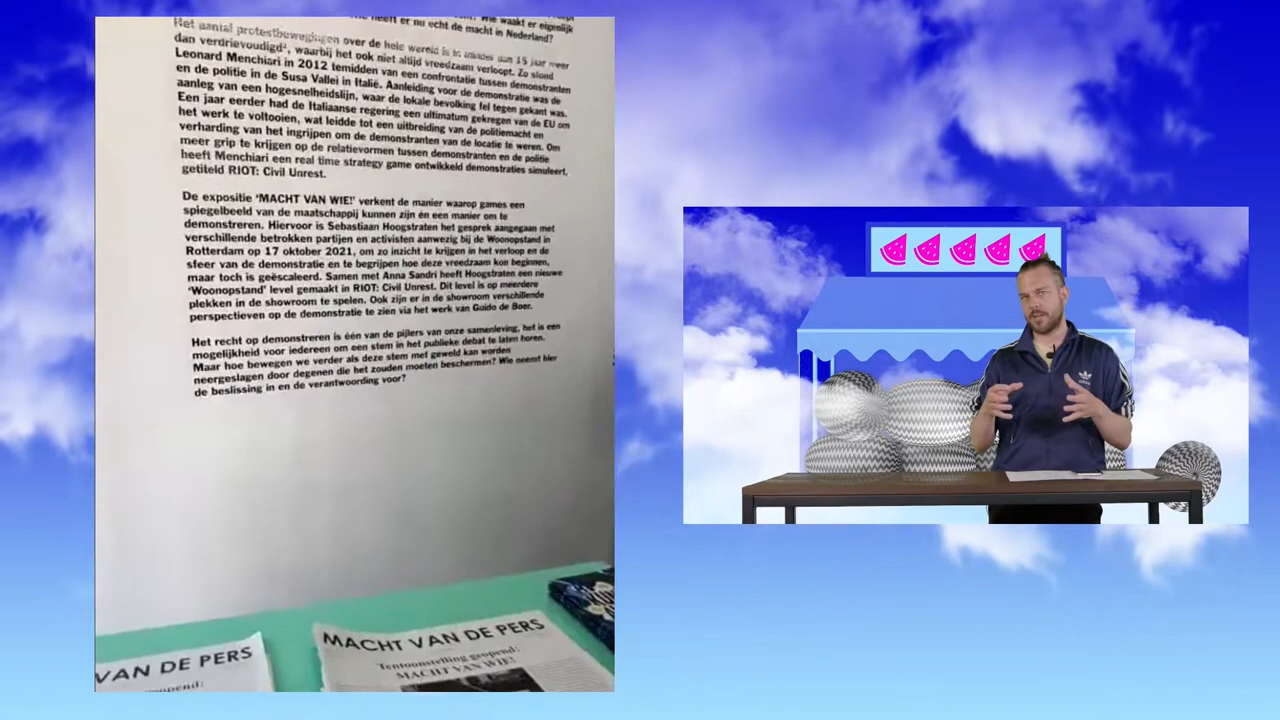 heeft er nu echt de macht in Nederland?
Het aantal protestbewegingen over de hele wereld is in minder dan 15 jaar meer
dan verdrievoudigd², waarbij het ook niet altijd vreedzaam verloopt. Zo stond
Leonard Menchiari in 2012 temidden van een confrontatie tussen demonstranten
en de politie in de Susa Vallei in Italië. Aanleiding voor de demonstratie was de
aanleg van een hogesnelheidslijn, waar de lokale bevolking fel tegen gekant was.
Een jaar eerder had de Italiaanse regering een ultimatum gekregen van de EU om
het werk te voltooien, wat leidde tot een uitbreiding van de politiemacht en
verharding van het ingrijpen om de demonstranten van de locatie te weren. Om
meer grip te krijgen op de relatievormen tussen demonstranten en de politie
heeft Menchiari een real time strategy game ontwikkeld demonstraties simuleert,
getiteld RIOT: Civil Unrest.
De expositie ‘MACHT VAN WIE!’ verkent de manier waarop games een
spiegelbeeld van de maatschappij kunnen zijn én een manier om te
demonstreren. Hiervoor is Sebastiaan Hoogstraten het gesprek aangegaan met
verschillende betrokken partijen en activisten aanwezig bij de Woonopstand in
Rotterdam op 17 oktober 2021, om zo inzicht te krijgen in het verloop en de
sfeer van de demonstratie en te begrijpen hoe deze vreedzaam kon beginnen,
maar toch is geëscaleerd. Samen met Anna Sandri heeft Hoogstraten een nieuwe
‘Woonopstand’ level gemaakt in RIOT: Civil Unrest. Dit level is op meerdere
plekken in de showroom te spelen. Ook zijn er in de showroom verschillende
perspectieven op de demonstratie te zien via het werk van Guido de Boer.
Het recht op demonstreren is één van de pijlers van onze samenleving, het is een
mogelijkheid voor iedereen om een stem in het publieke debat te laten horen.
Maar hoe bewegen we verder als deze stem met geweld kan worden
neergeslagen door degenen die het zouden moeten beschermen? Wie neemt hier
de beslissing in en de verantwoording voor?
VAN DE PERS
MACHT VAN DE PERS
Tentoonstelling geopend:
MACHT VAN WIE!
adidas